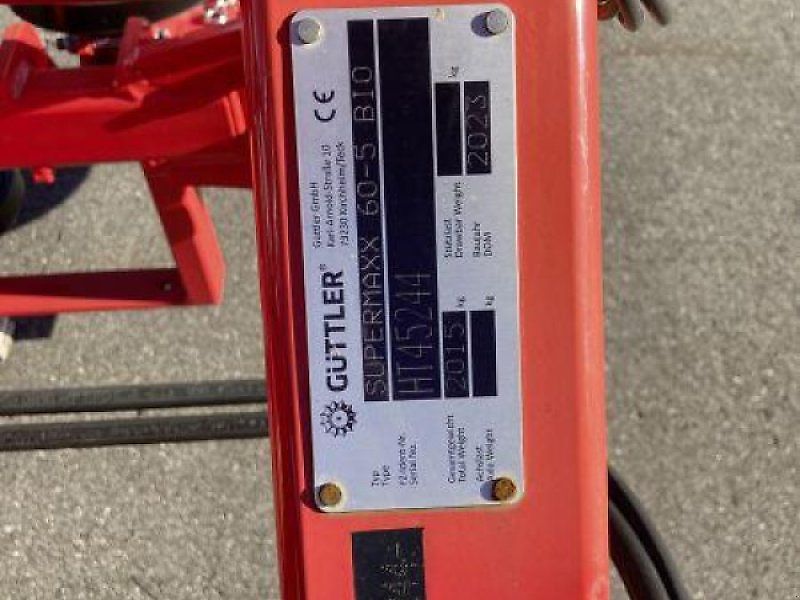 GÜTTLER®
Güttler GmbH
Karl-Arnold-Straße 10
73230 Kirchheim/Teck
CE
Typ
Type
SUPERMAXX 60-5 BIO
FZ-Ident-Nr.
Serial No.
HT45244
Gesamtgewicht
Total Weight
2015 kg
Stützlast
Drawbar Weight
kg
Achslast
Axle Weight
kg
Baujahr
DOM
2023